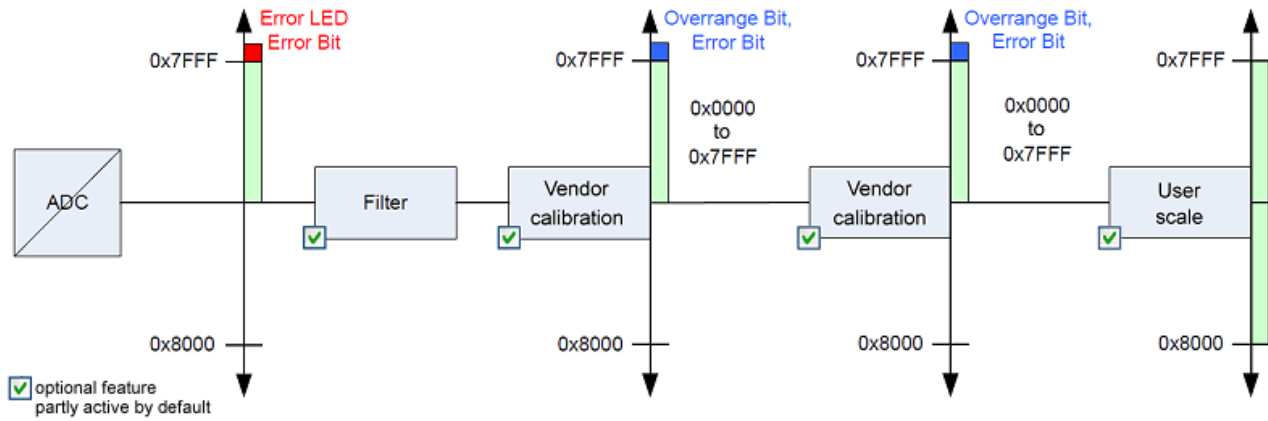 Error LED
Error Bit
0x7FFF
0x8000
ADC
Filter
Vendor
calibration
Overrange Bit,
Error Bit
0x7FFF
0x0000
to
0x7FFF
0x8000
Vendor
calibration
Overrange Bit,
Error Bit
0x7FFF
0x0000
to
0x7FFF
0x8000
User
scale
0x7FFF
0x8000
optional feature
partly active by default